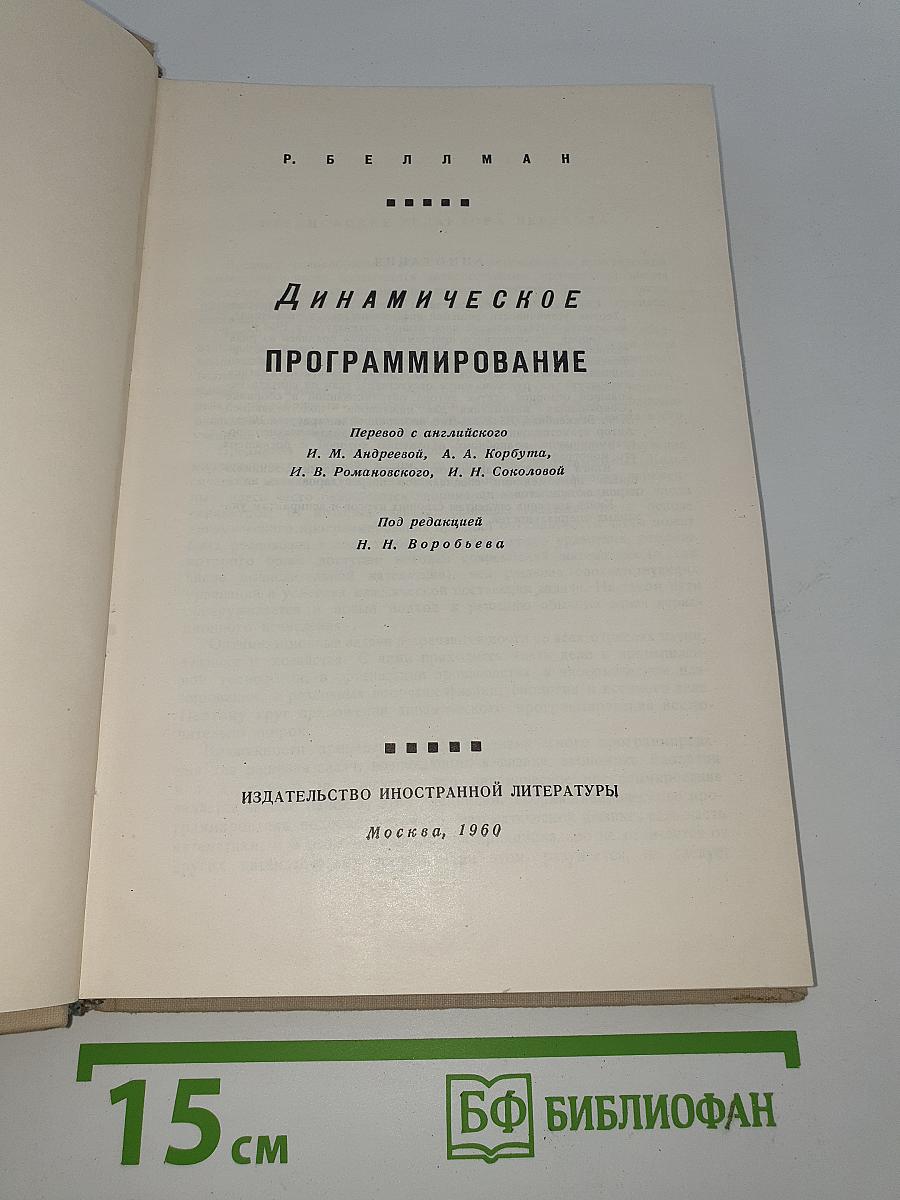 Р. БЕЛЛМАН
ДИНАМИЧЕСКОЕ
ПРОГРАММИРОВАНИЕ
Перевод с английского
И. М. Андреевой, А. А. Корбута,
И. В. Романовского, И. Н. Соколовой
Под редакцией
Н. Н. Воробьева
ИЗДАТЕЛЬСТВО ИНОСТРАННОЙ ЛИТЕРАТУРЫ
Москва, 1960
15 см
БФ БИБЛИОФАН